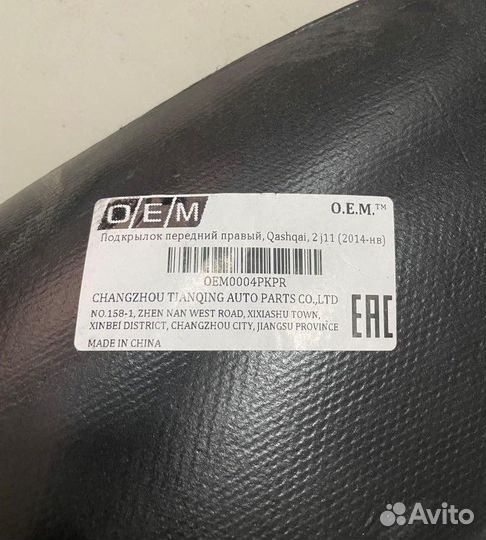 O/E/M
O.E.M.™
Подкрылок передний правый, Qashqai, 2 j11 (2014-нв)
OEM0004PKPR
CHANGZHOU TIANQING AUTO PARTS CO.,LTD
NO.158-1, ZHEN NAN WEST ROAD, XIXIASHU TOWN,
XINBEI DISTRICT, CHANGZHOU CITY, JIANGSU PROVINCE
MADE IN CHINA
EAC
Avito